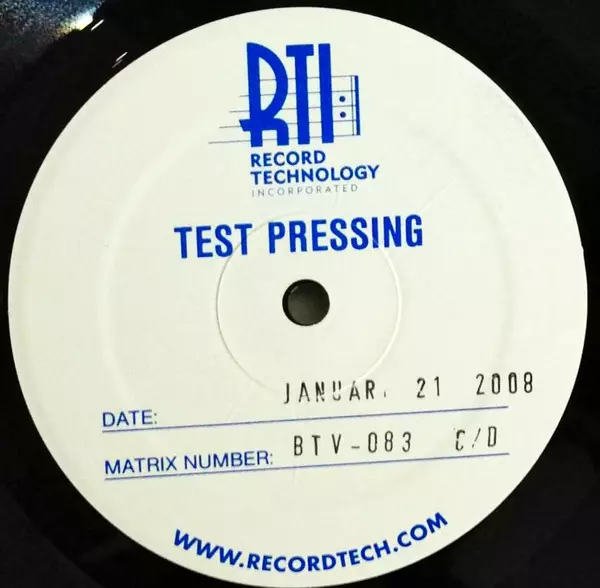 RTI
RECORD
TECHNOLOGY
INCORPORATED
TEST PRESSING
DATE: JANUAR. 21 2008
MATRIX NUMBER: BTV-083 C/D
WWW.RECORDTECH.COM